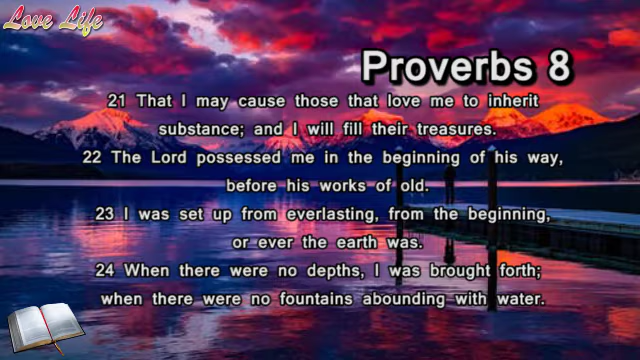 Love Life
Proverbs 8
21 That I may cause those that love me to inherit
substance; and I will fill their treasures.
22 The Lord possessed me in the beginning of his way,
before his works of old.
23 I was set up from everlasting, from the beginning,
or ever the earth was.
24 When there were no depths, I was brought forth;
when there were no fountains abounding with water.